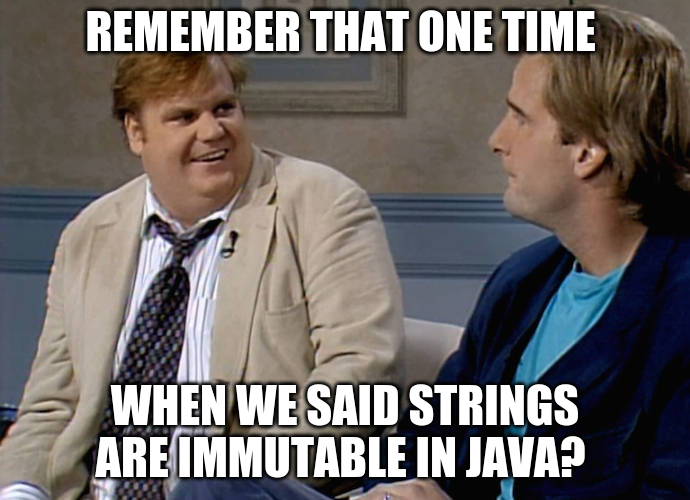 REMEMBER THAT ONE TIME
WHEN WE SAID STRINGS
ARE IMMUTABLE IN JAVA?